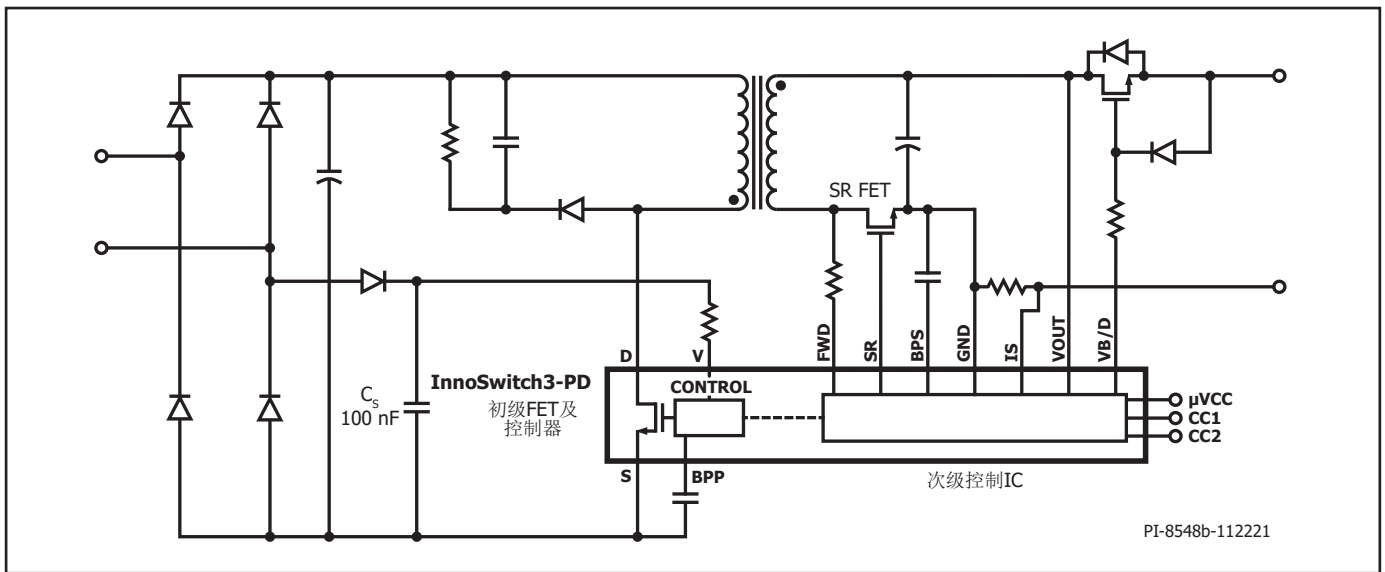 SR FET
FWD
SR
BPS
GND
IS
VOUT
VB/D
D
V
InnoSwitch3-PD
初级FET及
控制器
CONTROL
C_S
100 nF
µVCC
CC1
CC2
S
BPP
次级控制IC
PI-8548b-112221